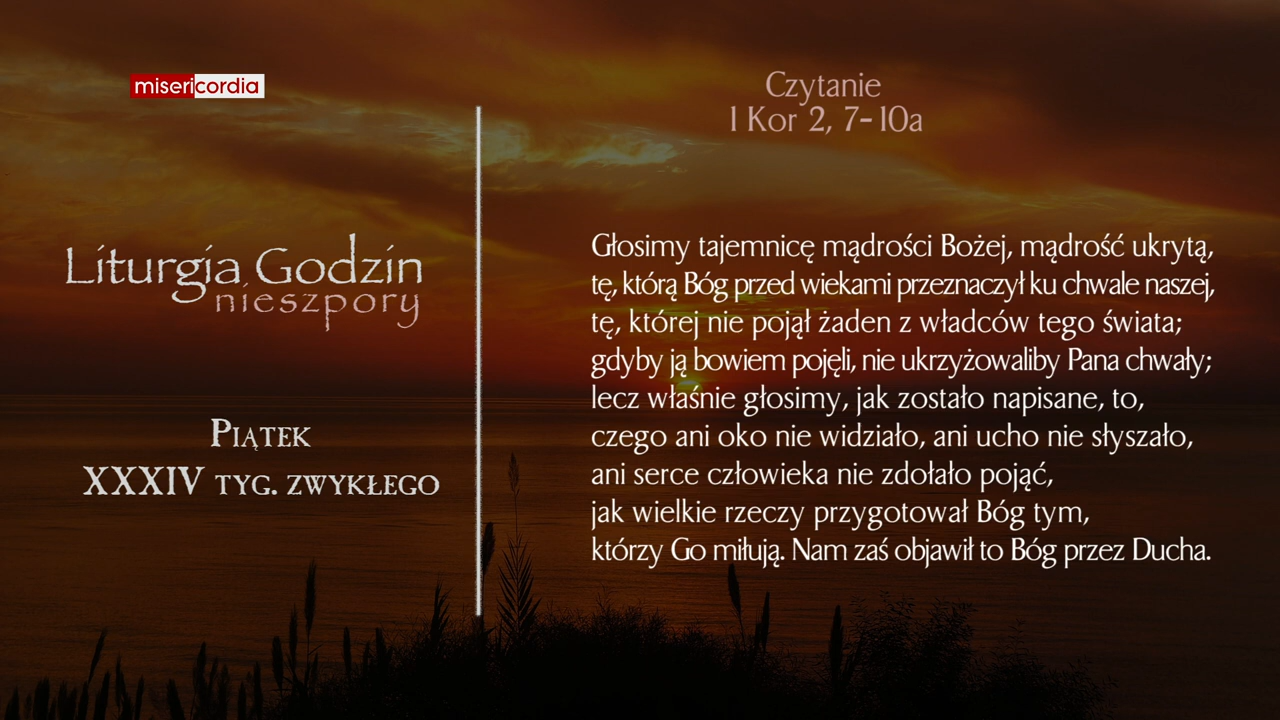 misericordia
Liturgia Godzin
nieszpory
Piątek
XXXIV tyg. zwykłego
Czytanie
1 Kor 2, 7-10a
Głosimy tajemnicę mądrości Bożej, mądrość ukrytą,
tę, którą Bóg przed wiekami przeznaczył ku chwale naszej,
tę, której nie pojął żaden z władców tego świata;
gdyby ją bowiem pojęli, nie ukrzyżowaliby Pana chwały;
lecz właśnie głosimy, jak zostało napisane, to,
czego ani oko nie widziało, ani ucho nie słyszało,
ani serce człowieka nie zdołało pojąć,
jak wielkie rzeczy przygotował Bóg tym,
którzy Go miłują. Nam zaś objawił to Bóg przez Ducha.